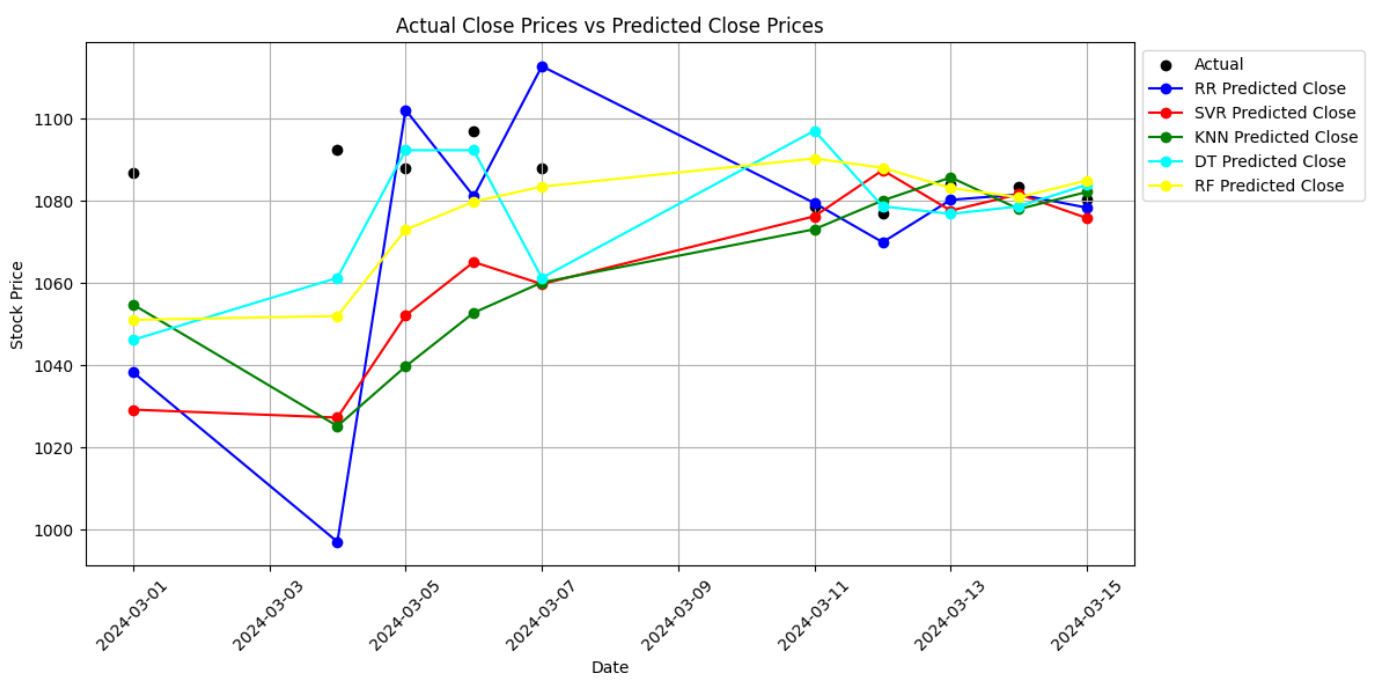 Actual Close Prices vs Predicted Close Prices
Actual
RR Predicted Close
SVR Predicted Close
KNN Predicted Close
DT Predicted Close
RF Predicted Close
Stock Price
1100
1080
1060
1040
1020
1000
2024-03-01
2024-03-03
2024-03-05
2024-03-07
2024-03-09
2024-03-11
2024-03-13
2024-03-15
Date